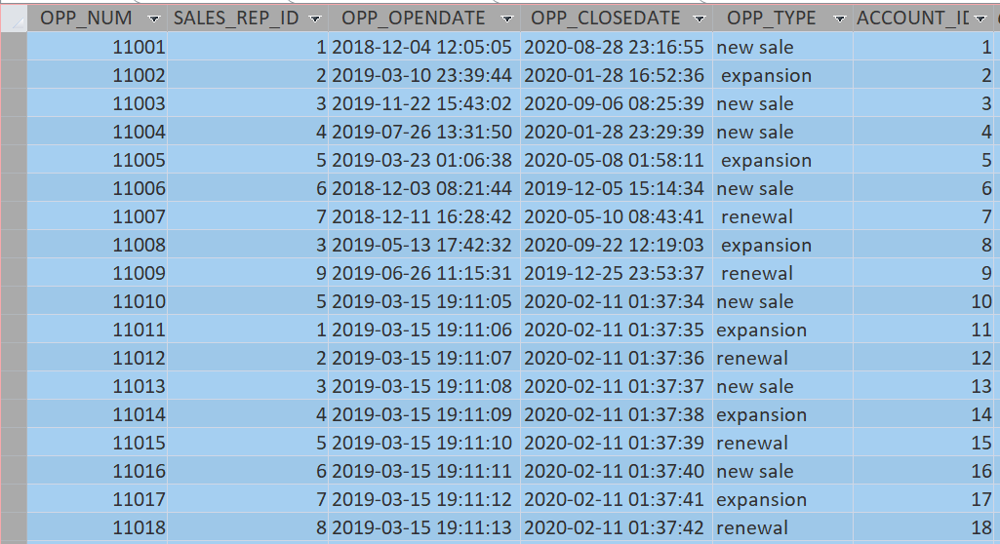 OPP_NUM SALES_REP_ID OPP_OPENDATE OPP_CLOSEDATE OPP_TYPE ACCOUNT_ID
11001 1 2018-12-04 12:05:05 2020-08-28 23:16:55 new sale 1
11002 2 2019-03-10 23:39:44 2020-01-28 16:52:36 expansion 2
11003 3 2019-11-22 15:43:02 2020-09-06 08:25:39 new sale 3
11004 4 2019-07-26 13:31:50 2020-01-28 23:29:39 new sale 4
11005 5 2019-03-23 01:06:38 2020-05-08 01:58:11 expansion 5
11006 6 2018-12-03 08:21:44 2019-12-05 15:14:34 new sale 6
11007 7 2018-12-11 16:28:42 2020-05-10 08:43:41 renewal 7
11008 3 2019-05-13 17:42:32 2020-09-22 12:19:03 expansion 8
11009 9 2019-06-26 11:15:31 2019-12-25 23:53:37 renewal 9
11010 5 2019-03-15 19:11:05 2020-02-11 01:37:34 new sale 10
11011 1 2019-03-15 19:11:06 2020-02-11 01:37:35 expansion 11
11012 2 2019-03-15 19:11:07 2020-02-11 01:37:36 renewal 12
11013 3 2019-03-15 19:11:08 2020-02-11 01:37:37 new sale 13
11014 4 2019-03-15 19:11:09 2020-02-11 01:37:38 expansion 14
11015 5 2019-03-15 19:11:10 2020-02-11 01:37:39 renewal 15
11016 6 2019-03-15 19:11:11 2020-02-11 01:37:40 new sale 16
11017 7 2019-03-15 19:11:12 2020-02-11 01:37:41 expansion 17
11018 8 2019-03-15 19:11:13 2020-02-11 01:37:42 renewal 18